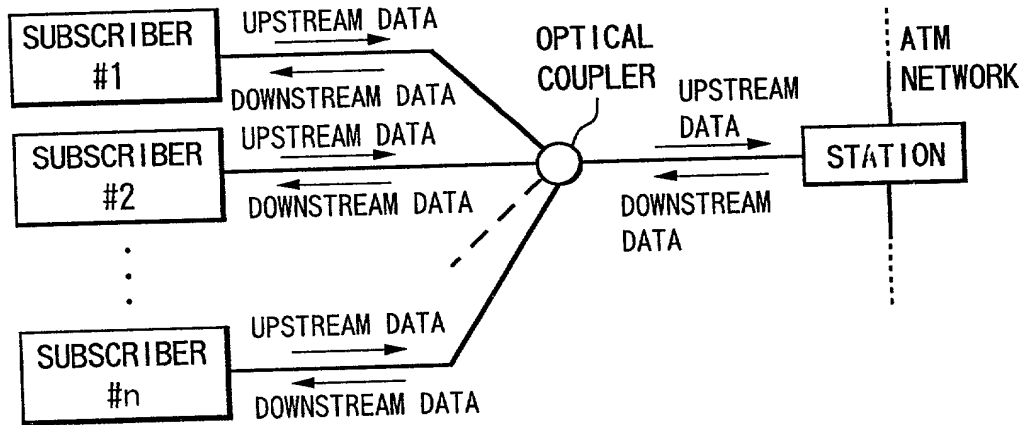 SUBSCRIBER
#1
UPSTREAM DATA
DOWNSTREAM DATA
SUBSCRIBER
#2
UPSTREAM DATA
DOWNSTREAM DATA
SUBSCRIBER
#n
UPSTREAM DATA
DOWNSTREAM DATA
OPTICAL
COUPLER
UPSTREAM
DATA
DOWNSTREAM
DATA
ATM
NETWORK
STATION